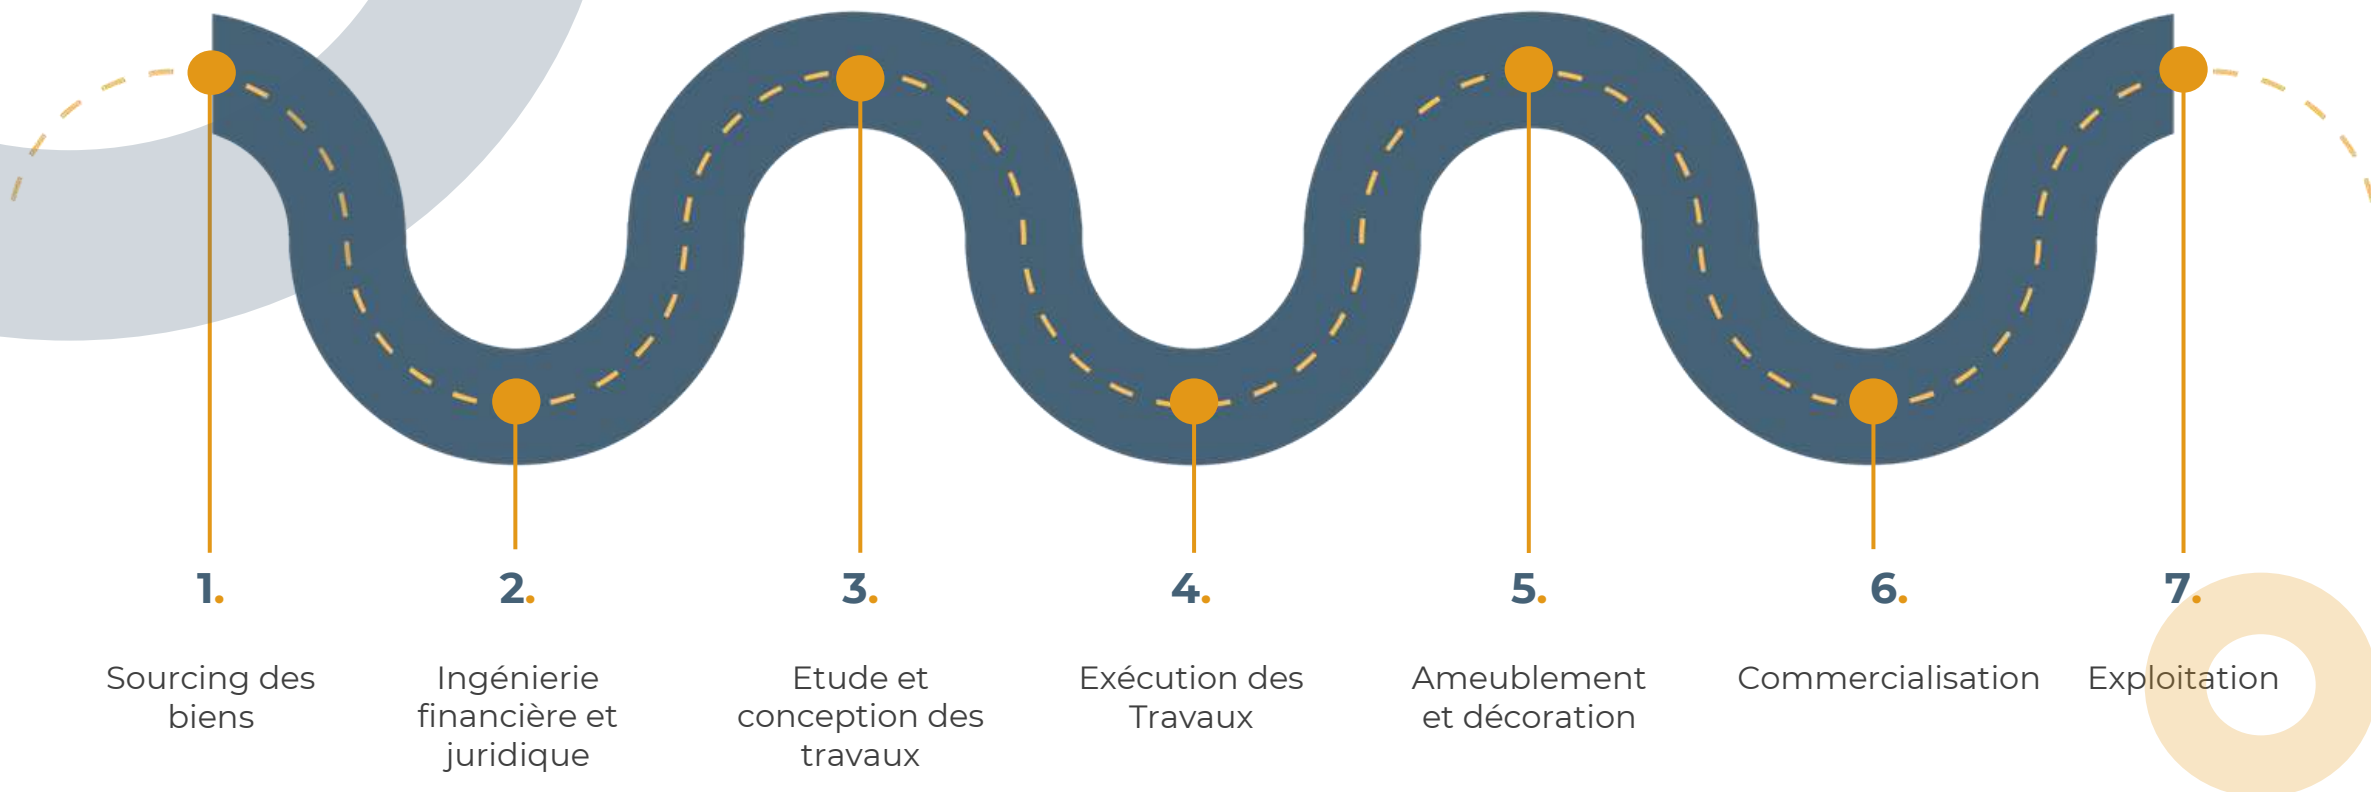 1.
Sourcing des
biens
2.
Ingénierie
financière et
juridique
3.
Etude et
conception des
travaux
4.
Exécution des
Travaux
5.
Ameublement
et décoration
6.
Commercialisation
7.
Exploitation